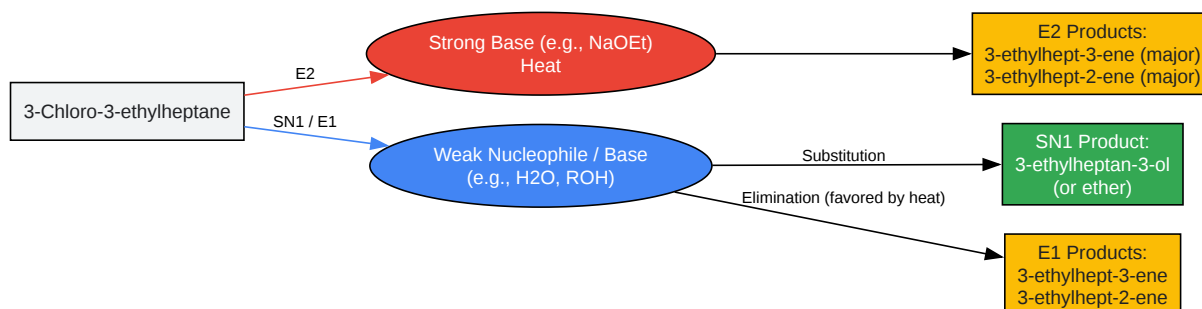 3-Chloro-3-ethylheptane
E2
SN1 / E1
Strong Base (e.g., NaOEt)
Heat
Weak Nucleophile / Base
(e.g., H2O, ROH)
Substitution
Elimination (favored by heat)
E2 Products:
3-ethylhept-3-ene (major)
3-ethylhept-2-ene (major)
SN1 Product:
3-ethylheptan-3-ol
(or ether)
E1 Products:
3-ethylhept-3-ene
3-ethylhept-2-ene